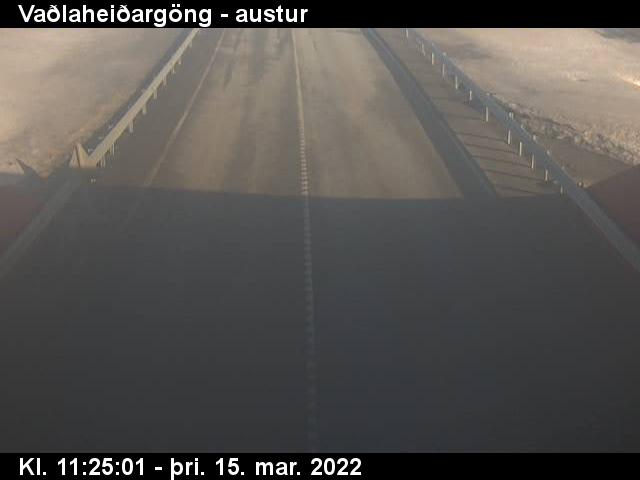 Vaðlaheiðargöng - austur
Kl. 11:25:01 - þri. 15. mar. 2022